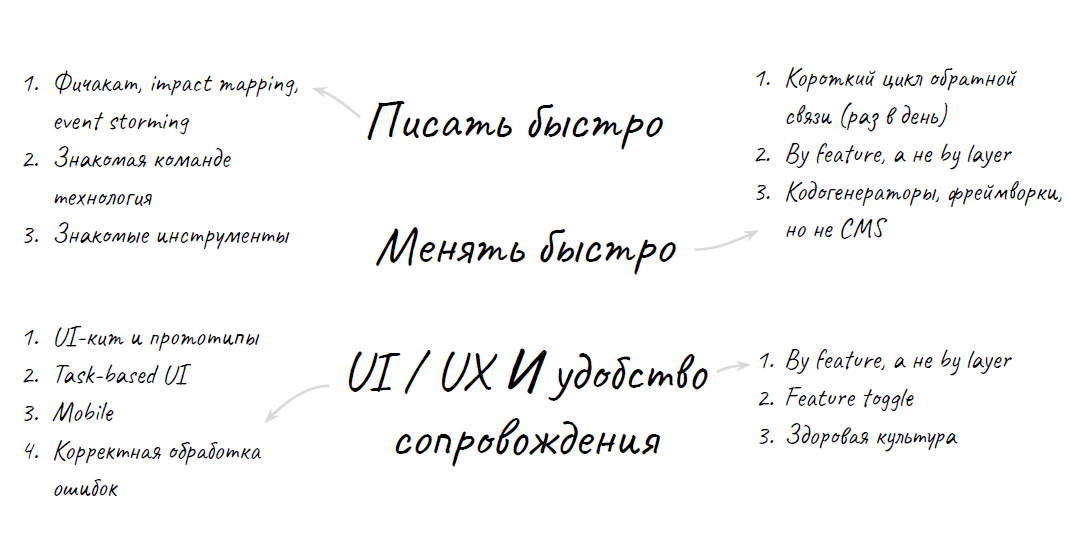 1. Фичакат, impact mapping,
event storming
2. Знакомая команде
технология
3. Знакомые инструменты
Писать быстро
1. Короткий цикл обратной
связи (раз в день)
2. By feature, а не by layer
3. Кодогенераторы, фреймворки,
но не CMS
Менять быстро
1. UI-кит и прототипы
2. Task-based UI
3. Mobile
4. Корректная обработка
ошибок
UI / UX И удобство
сопровождения
1. By feature, а не by layer
2. Feature toggle
3. Здоровая культура